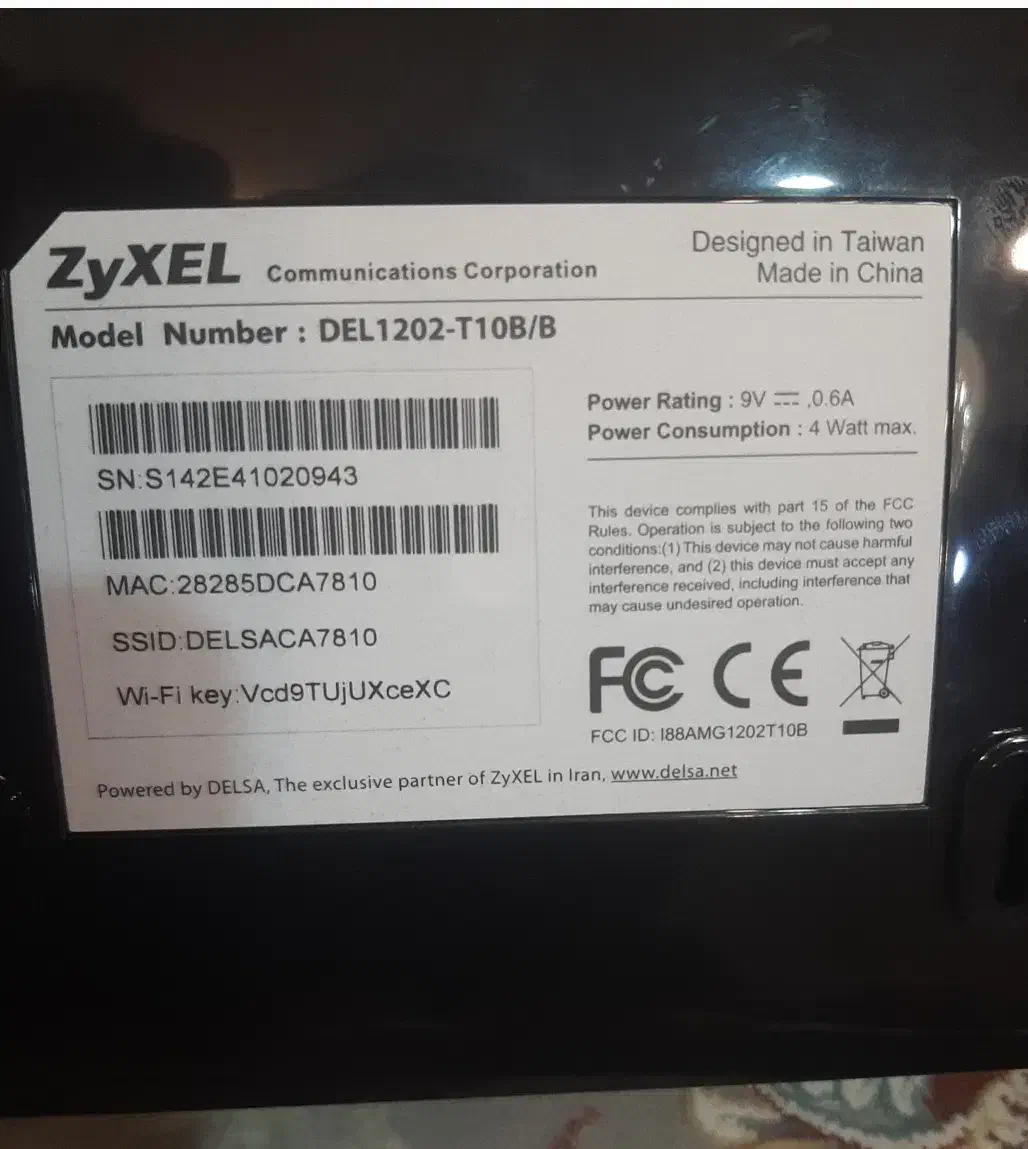 ZyXEL Communications Corporation
Designed in Taiwan
Made in China
Model Number : DEL1202-T10B/B
SN:S142E41020943
MAC:28285DCA7810
SSID:DELSACA7810
Wi-Fi key:Vcd9TUjUXceXC
Power Rating : 9V ⎓ ,0.6A
Power Consumption : 4 Watt max.
This device complies with part 15 of the FCC
Rules. Operation is subject to the following two
conditions:(1) This device may not cause harmful
interference, and (2) this device must accept any
interference received, including interference that
may cause undesired operation.
FC CE
FCC ID: I88AMG1202T10B
Powered by DELSA, The exclusive partner of ZyXEL in Iran, www.delsa.net